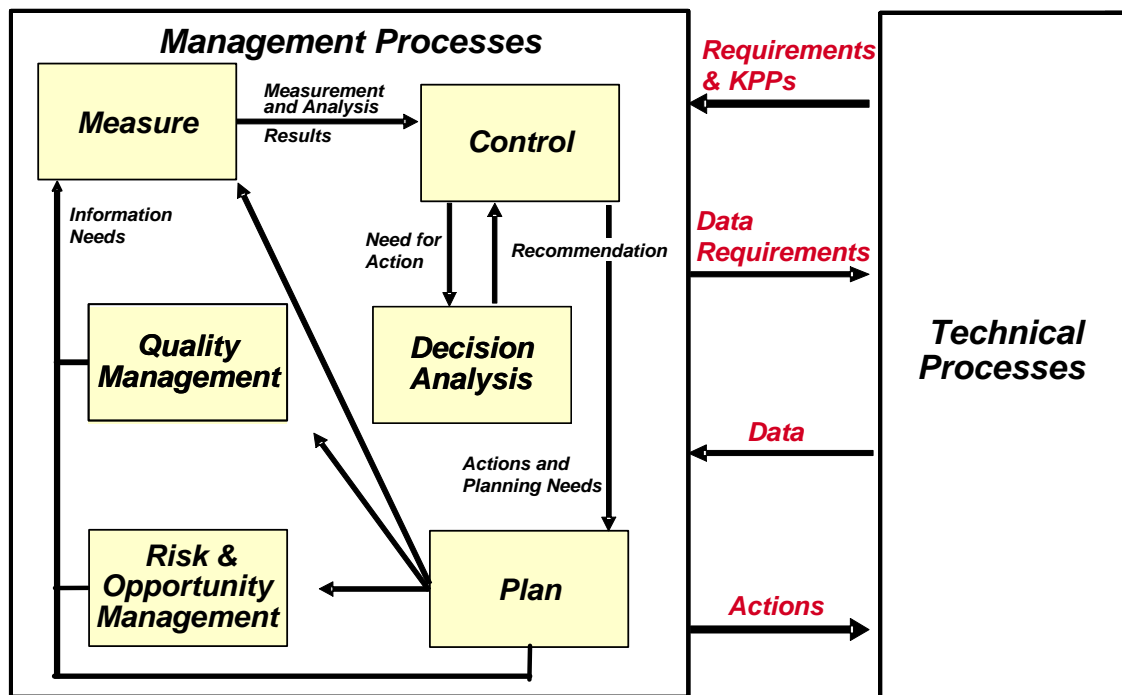 Management Processes
Measure
Measurement
and Analysis
Results
Control
Information
Needs
Need for
Action
Recommendation
Quality
Management
Decision
Analysis
Actions and
Planning Needs
Risk &
Opportunity
Management
Plan
Requirements
& KPPs
Data
Requirements
Data
Actions
Technical
Processes